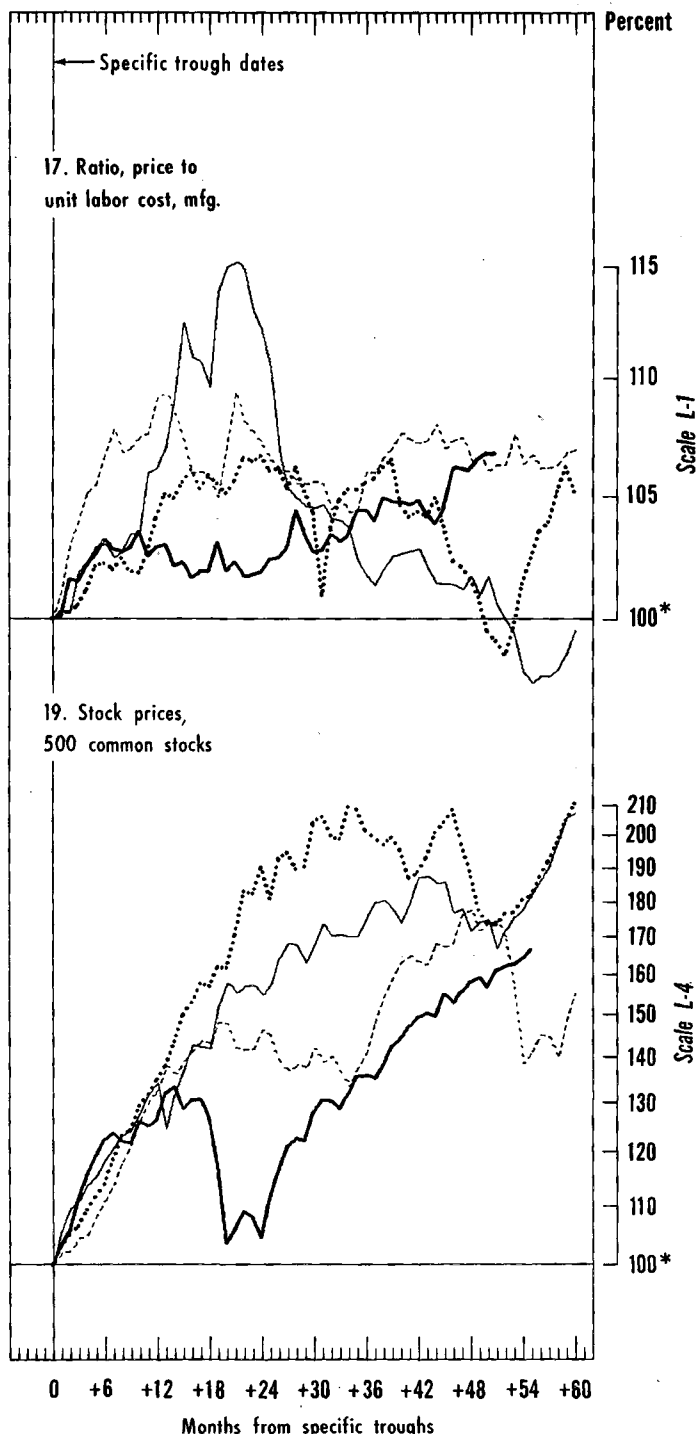 Percent
Specific trough dates
17. Ratio, price to
unit labor cost, mfg.
115
110
105
100*
Scale L-1
19. Stock prices,
500 common stocks
210
200
190
180
170
160
150
140
130
120
110
100*
Scale L-4
0 +6 +12 +18 +24 +30 +36 +42 +48 +54 +60
Months from specific troughs